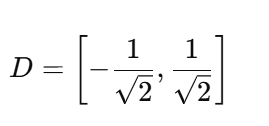 D = [-1/√2, 1/√2]